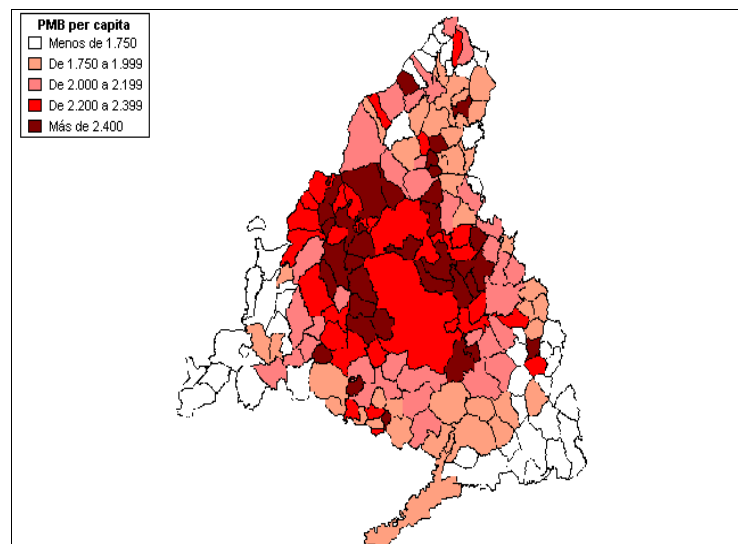 PMB per capita
Menos de 1.750
De 1.750 a 1.999
De 2.000 a 2.199
De 2.200 a 2.399
Más de 2.400